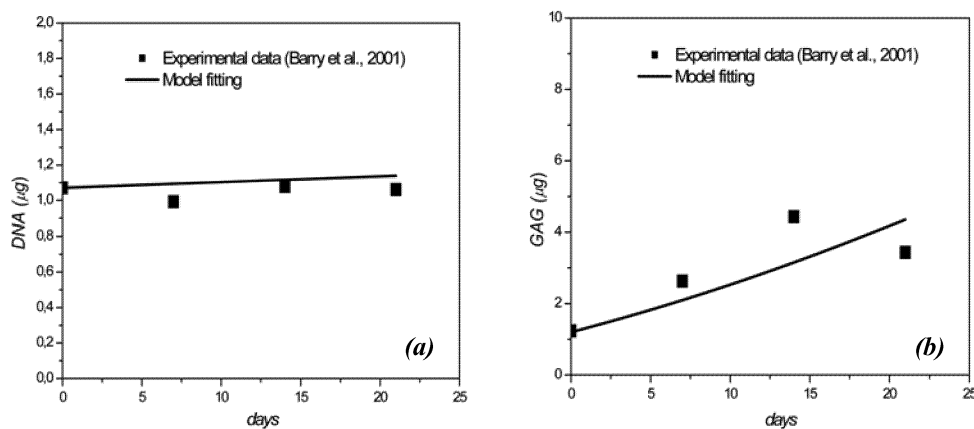 2,0
1,8
1,6
1,4
1,2
1,0
0,8
0,6
0,4
0,2
0,0
DNA (μg)
Experimental data (Barry et al., 2001)
Model fitting
(a)
0 5 10 15 20 25
days
10
8
6
4
2
0
GAG (μg)
Experimental data (Barry et al., 2001)
Model fitting
(b)
0 5 10 15 20 25
days